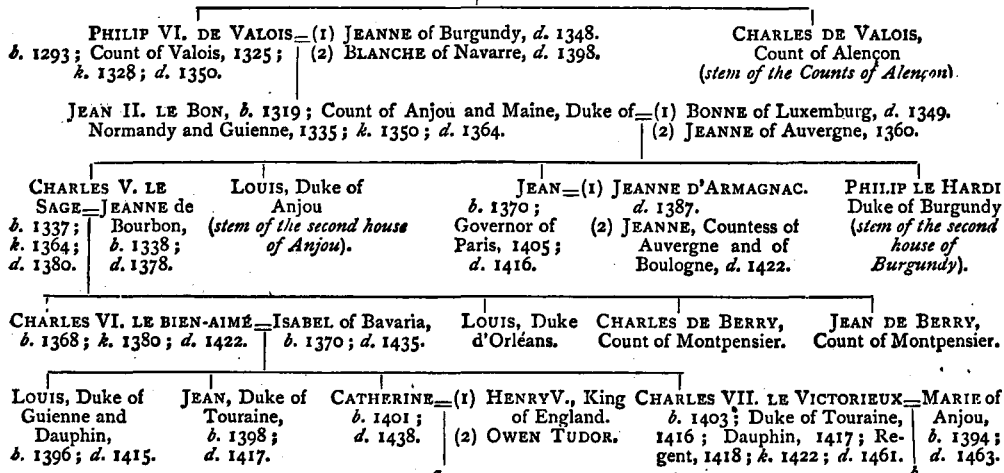 PHILIP VI. DE VALOIS=(1) JEANNE of Burgundy, d. 1348.
b. 1293; Count of Valois, 1325; (2) BLANCHE of Navarre, d. 1398.
k. 1328; d. 1350.
CHARLES DE VALOIS,
Count of Alençon
(stem of the Counts of Alençon).
JEAN II. LE BON, b. 1319; Count of Anjou and Maine, Duke of=(1) BONNE of Luxemburg, d. 1349.
Normandy and Guienne, 1335; k. 1350; d. 1364. (2) JEANNE of Auvergne, 1360.
CHARLES V. LE
SAGE=JEANNE de
b. 1337; Bourbon,
k. 1364; b. 1338;
d. 1380. d. 1378.
LOUIS, Duke of
Anjou
(stem of the second house
of Anjou).
JEAN=(1) JEANNE D'ARMAGNAC.
b. 1370; d. 1387.
Governor of (2) JEANNE, Countess of
Paris, 1405; Auvergne and of
d. 1416. Boulogne, d. 1422.
PHILIP LE HARDI
Duke of Burgundy
(stem of the second
house of
Burgundy).
CHARLES VI. LE BIEN-AIMÉ=ISABEL of Bavaria,
b. 1368; k. 1380; d. 1422. b. 1370; d. 1435.
LOUIS, Duke
d'Orléans.
CHARLES DE BERRY,
Count of Montpensier.
JEAN DE BERRY,
Count of Montpensier.
LOUIS, Duke of
Guienne and
Dauphin,
b. 1396; d. 1415.
JEAN, Duke of
Touraine,
b. 1398;
d. 1417.
CATHERINE=(1) HENRY V., King
b. 1401; of England.
d. 1438. (2) OWEN TUDOR.
CHARLES VII. LE VICTORIEUX=MARIE of
b. 1403; Duke of Touraine, Anjou,
1416; Dauphin, 1417; Re- b. 1394;
gent, 1418; k. 1422; d. 1461. d. 1463.